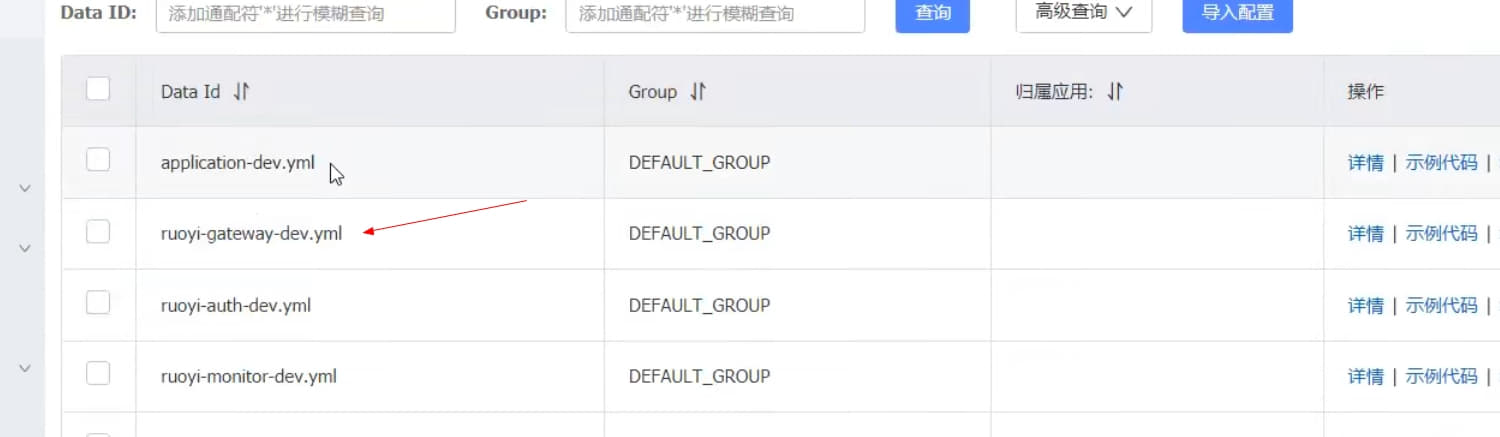 Data ID: 添加通配符'*'进行模糊查询 Group: 添加通配符'*'进行模糊查询 查询 高级查询 导入配置
Data Id Group 归属应用: 操作
application-dev.yml DEFAULT_GROUP 详情 | 示例代码 |
ruoyi-gateway-dev.yml DEFAULT_GROUP 详情 | 示例代码 |
ruoyi-auth-dev.yml DEFAULT_GROUP 详情 | 示例代码 |
ruoyi-monitor-dev.yml DEFAULT_GROUP 详情 | 示例代码 |